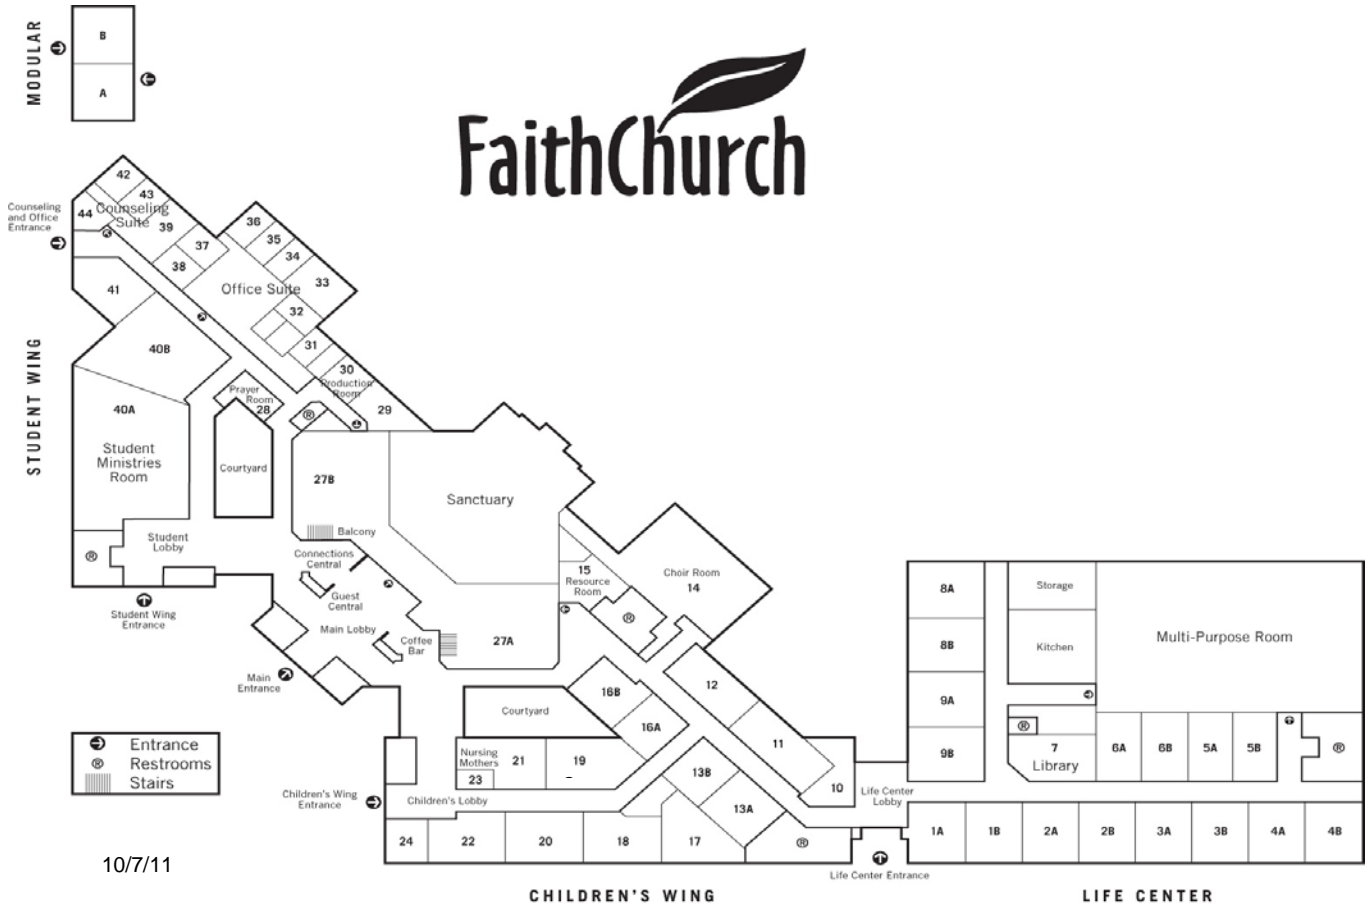 MODULAR
B
A
FaithChurch
Counseling
and Office
Entrance
42
43
44
Counseling
Suite
39
37
38
36
35
34
33
Office Suite
32
31
30
Production
Room
29
41
40B
STUDENT WING
40A
Student
Ministries
Room
Prayer
Room
28
®
Courtyard
27B
Sanctuary
Balcony
Student
Lobby
®
Student Wing
Entrance
Connections
Central
Guest
Central
Main Lobby
Coffee
Bar
27A
Main
Entrance
15
Resource
Room
®
Choir Room
14
Courtyard
16B
16A
12
11
10
Nursing
Mothers
23
21
19
Children's Wing
Entrance
Children's Lobby
13B
13A
24
22
20
18
17
®
Life Center
Lobby
Life Center Entrance
8A
8B
9A
9B
Storage
Kitchen
Multi-Purpose Room
®
7
Library
6A
6B
5A
5B
®
1A
1B
2A
2B
3A
3B
4A
4B
Entrance
® Restrooms
Stairs
10/7/11
CHILDREN'S WING
LIFE CENTER